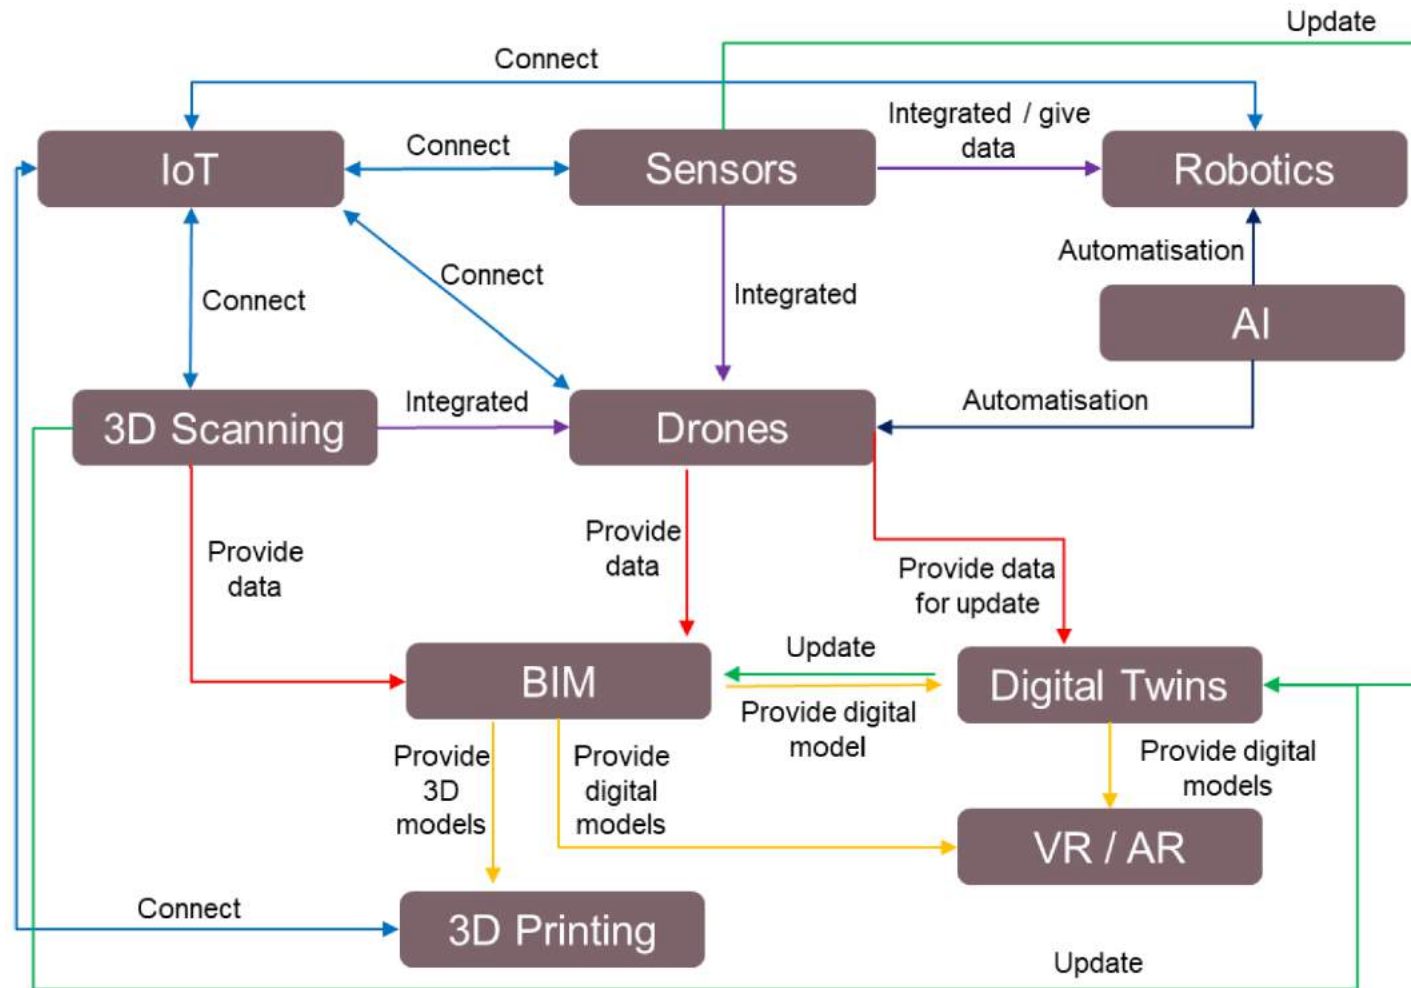 Update
Connect
Integrated / give
data
Connect
IoT
Sensors
Robotics
Automatisation
Connect
Integrated
Connect
AI
Integrated
Automatisation
3D Scanning
Drones
Provide
data
Provide
data
Provide data
for update
Update
BIM
Digital Twins
Provide digital
model
Provide
3D
models
Provide
digital
models
Provide digital
models
VR / AR
Connect
3D Printing
Update